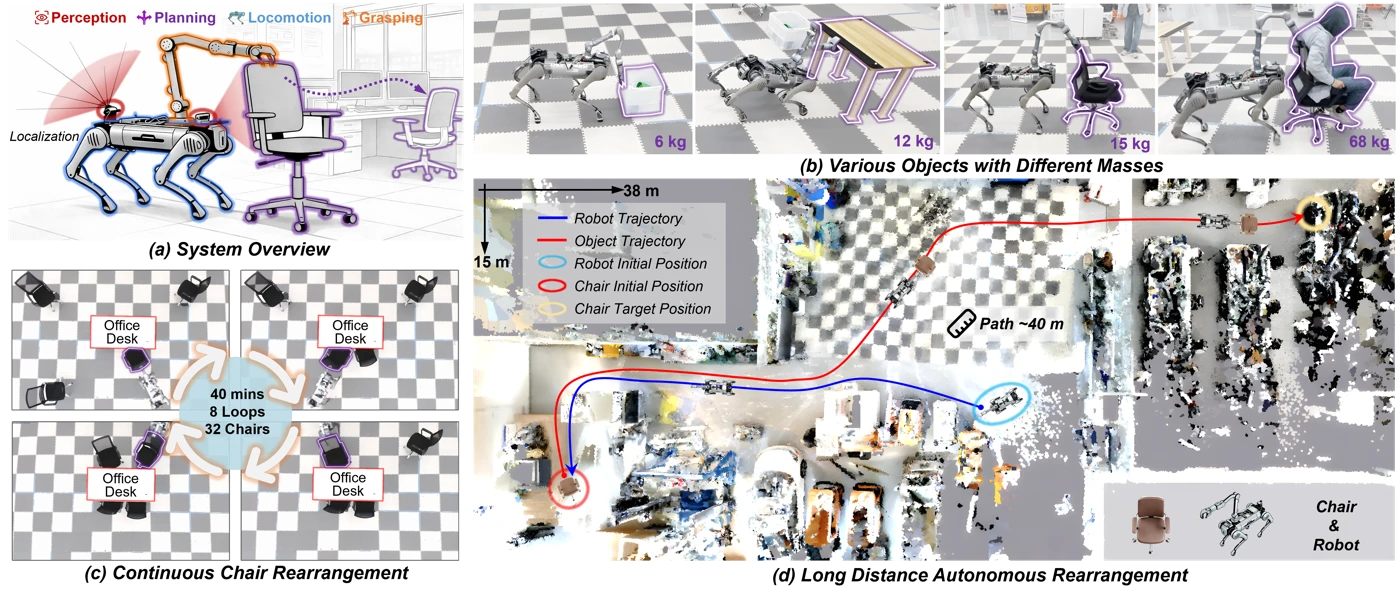 Perception Planning Locomotion Grasping
Localization
(a) System Overview
6 kg
12 kg
15 kg
68 kg
(b) Various Objects with Different Masses
Office
Desk
Office
Desk
40 mins
8 Loops
32 Chairs
Office
Desk
Office
Desk
(c) Continuous Chair Rearrangement
38 m
15 m
Robot Trajectory
Object Trajectory
Robot Initial Position
Chair Initial Position
Chair Target Position
Path ~40 m
Chair
&
Robot
(d) Long Distance Autonomous Rearrangement